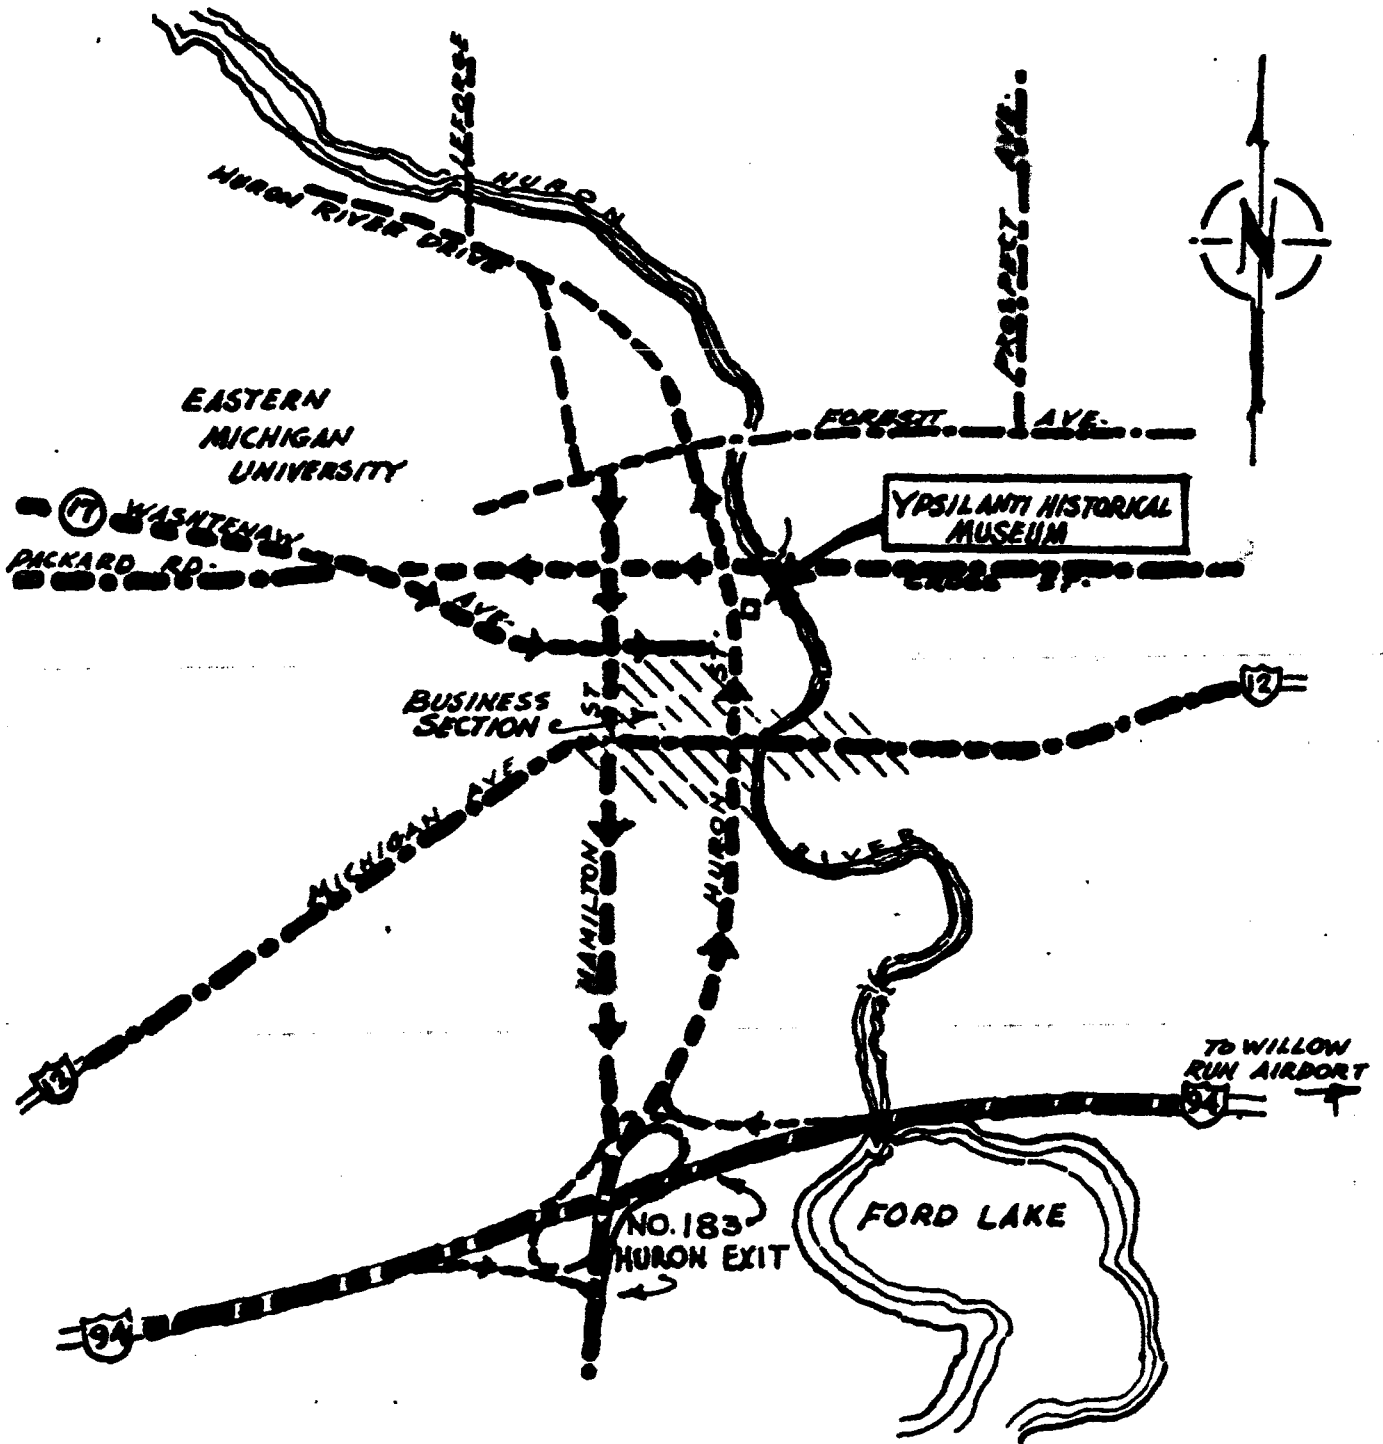 LEFORGE
HURON
HURON RIVER DRIVE
PROSPECT AVE.
N
EASTERN
MICHIGAN
UNIVERSITY
FOREST AVE.
17
WASHTENAW
AVE.
PACKARD RD.
YPSILANTI HISTORICAL
MUSEUM
CROSS ST.
BUSINESS
SECTION
12
MICHIGAN AVE
HAMILTON ST
HURON ST.
RIVER
12
TO WILLOW
RUN AIRPORT
94
NO. 183
HURON EXIT
FORD LAKE
94